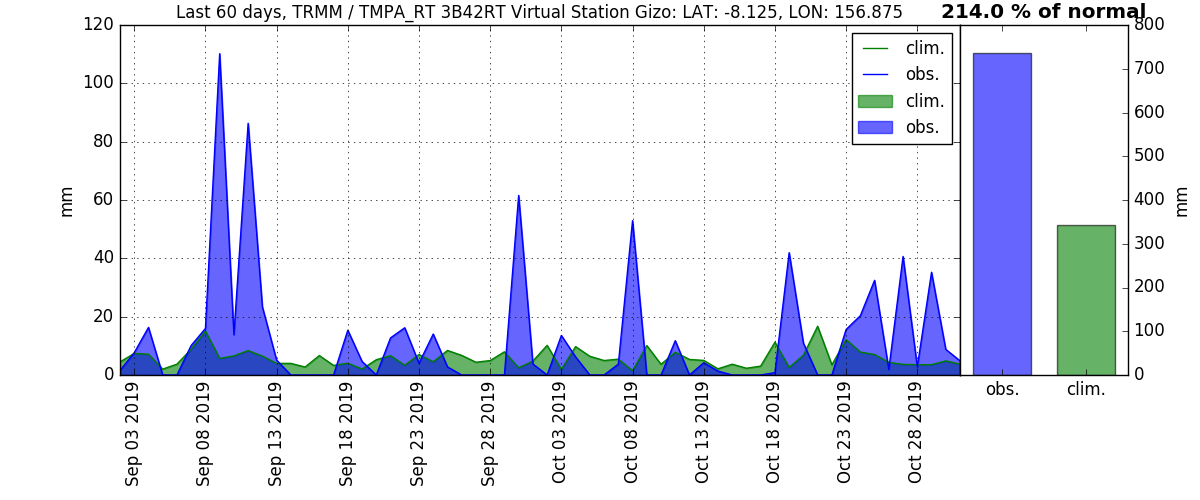 Last 60 days, TRMM / TMPA_RT 3B42RT Virtual Station Gizo: LAT: -8.125, LON: 156.875
214.0 % of normal
mm
120
100
80
60
40
20
0
clim.
obs.
clim.
obs.
800
700
600
500
400
300
200
100
0
mm
Sep 03 2019
Sep 08 2019
Sep 13 2019
Sep 18 2019
Sep 23 2019
Sep 28 2019
Oct 03 2019
Oct 08 2019
Oct 13 2019
Oct 18 2019
Oct 23 2019
Oct 28 2019
obs.
clim.